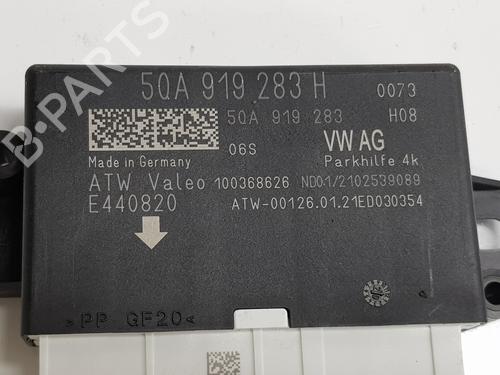 5QA 919 283 H 0073
5QA 919 283 H08
06S VW AG
Made in Germany Parkhilfe 4k
ATW Valeo 100368626 ND01/2102539089
E440820 ATW-00126.01.21ED030354
>PP GF20<
B-PARTS